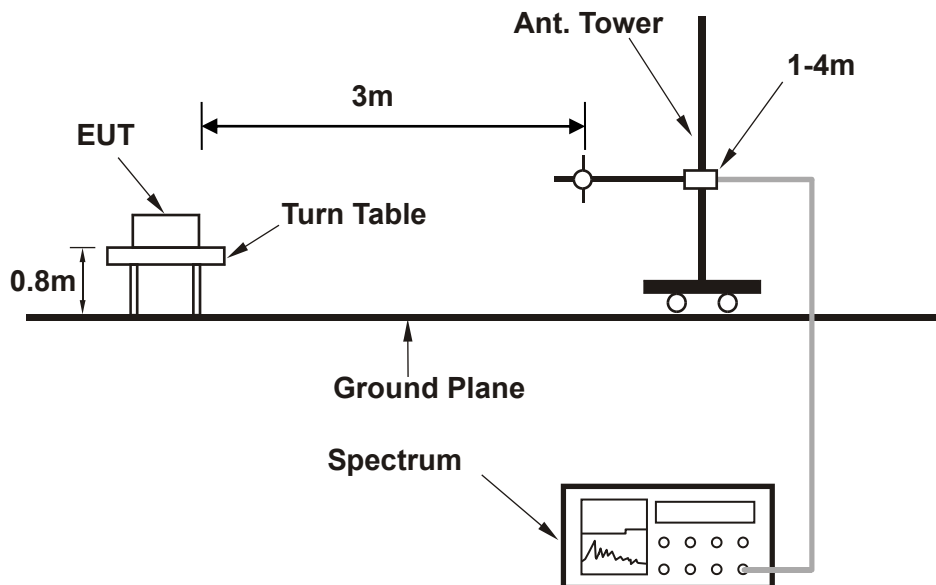 Ant. Tower
1-4m
3m
EUT
Turn Table
0.8m
Ground Plane
Spectrum